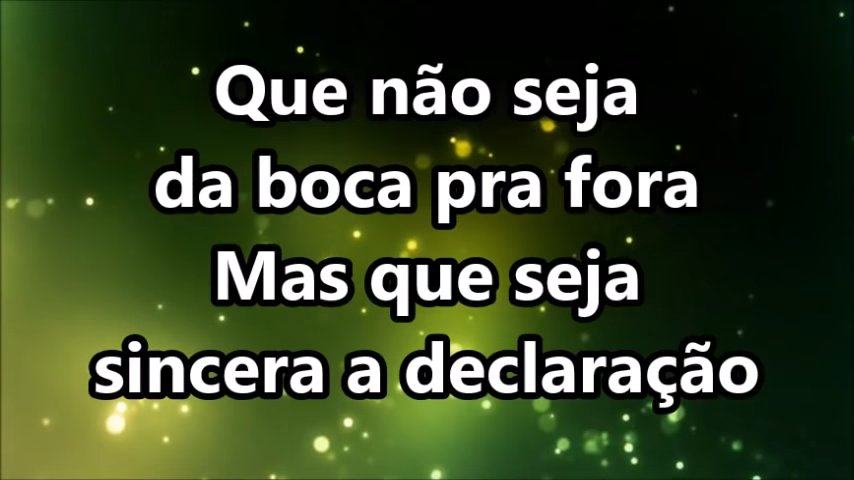 Que não seja
da boca pra fora
Mas que seja
sincera a declaração